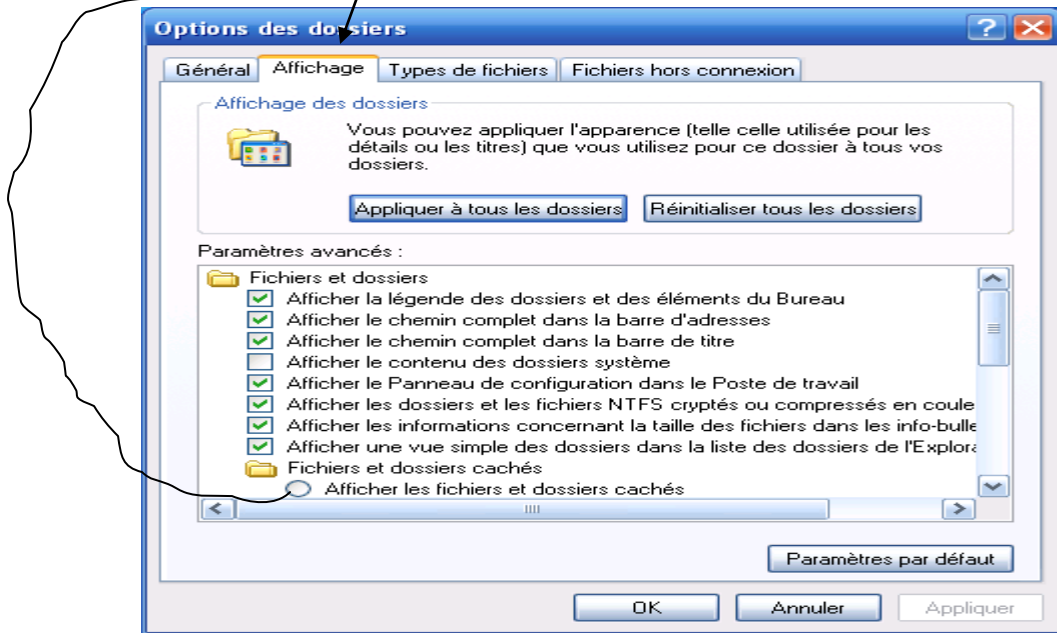 Options des dossiers
Général Affichage Types de fichiers Fichiers hors connexion
Affichage des dossiers
Vous pouvez appliquer l'apparence (telle celle utilisée pour les
détails ou les titres) que vous utilisez pour ce dossier à tous vos
dossiers.
Appliquer à tous les dossiers Réinitialiser tous les dossiers
Paramètres avancés :
Fichiers et dossiers
Afficher la légende des dossiers et des éléments du Bureau
Afficher le chemin complet dans la barre d'adresses
Afficher le chemin complet dans la barre de titre
Afficher le contenu des dossiers système
Afficher le Panneau de configuration dans le Poste de travail
Afficher les dossiers et les fichiers NTFS cryptés ou compressés en coule
Afficher les informations concernant la taille des fichiers dans les info-bulle
Afficher une vue simple des dossiers dans la liste des dossiers de l'Explora
Fichiers et dossiers cachés
Afficher les fichiers et dossiers cachés
Paramètres par défaut
OK Annuler Appliquer